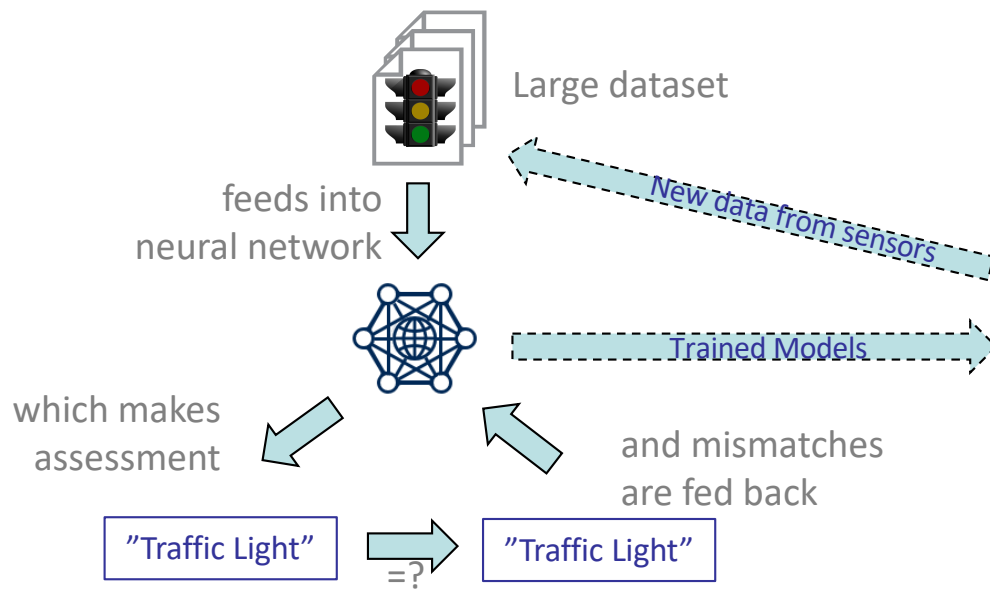 Large dataset
New data from sensors
feeds into
neural network
Trained Models
which makes
assessment
and mismatches
are fed back
”Traffic Light”
=?
”Traffic Light”